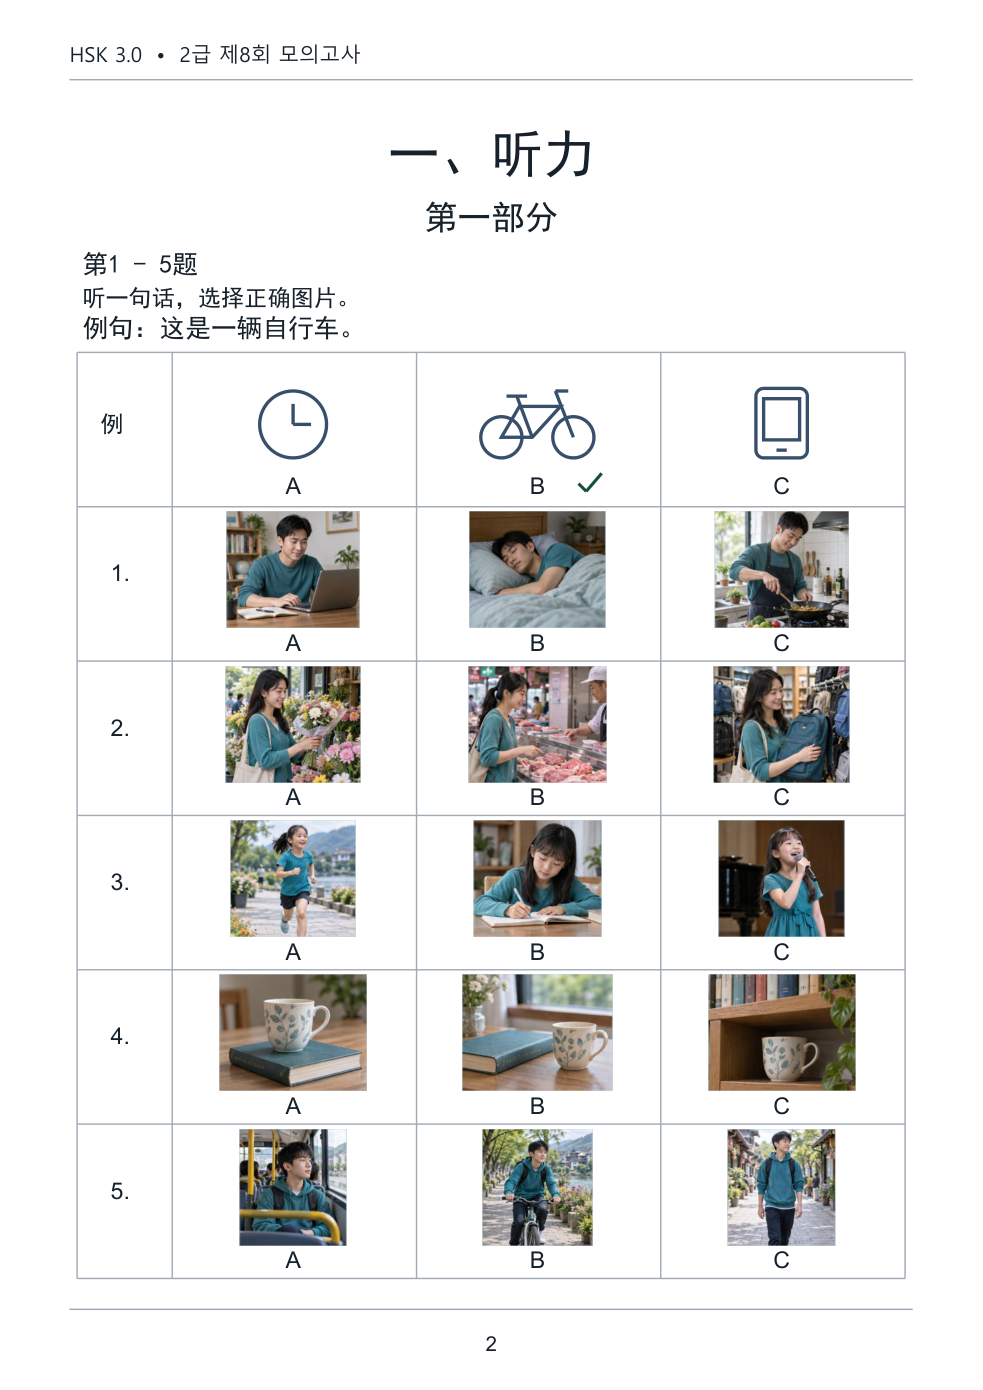 HSK 3.0 • 2급 제8회 모의고사
一、听力
第一部分
第1 - 5题
听一句话，选择正确图片。
例句：这是一辆自行车。
例
A
B
C
1.
A
B
C
2.
A
B
C
3.
A
B
C
4.
A
B
C
5.
A
B
C
2